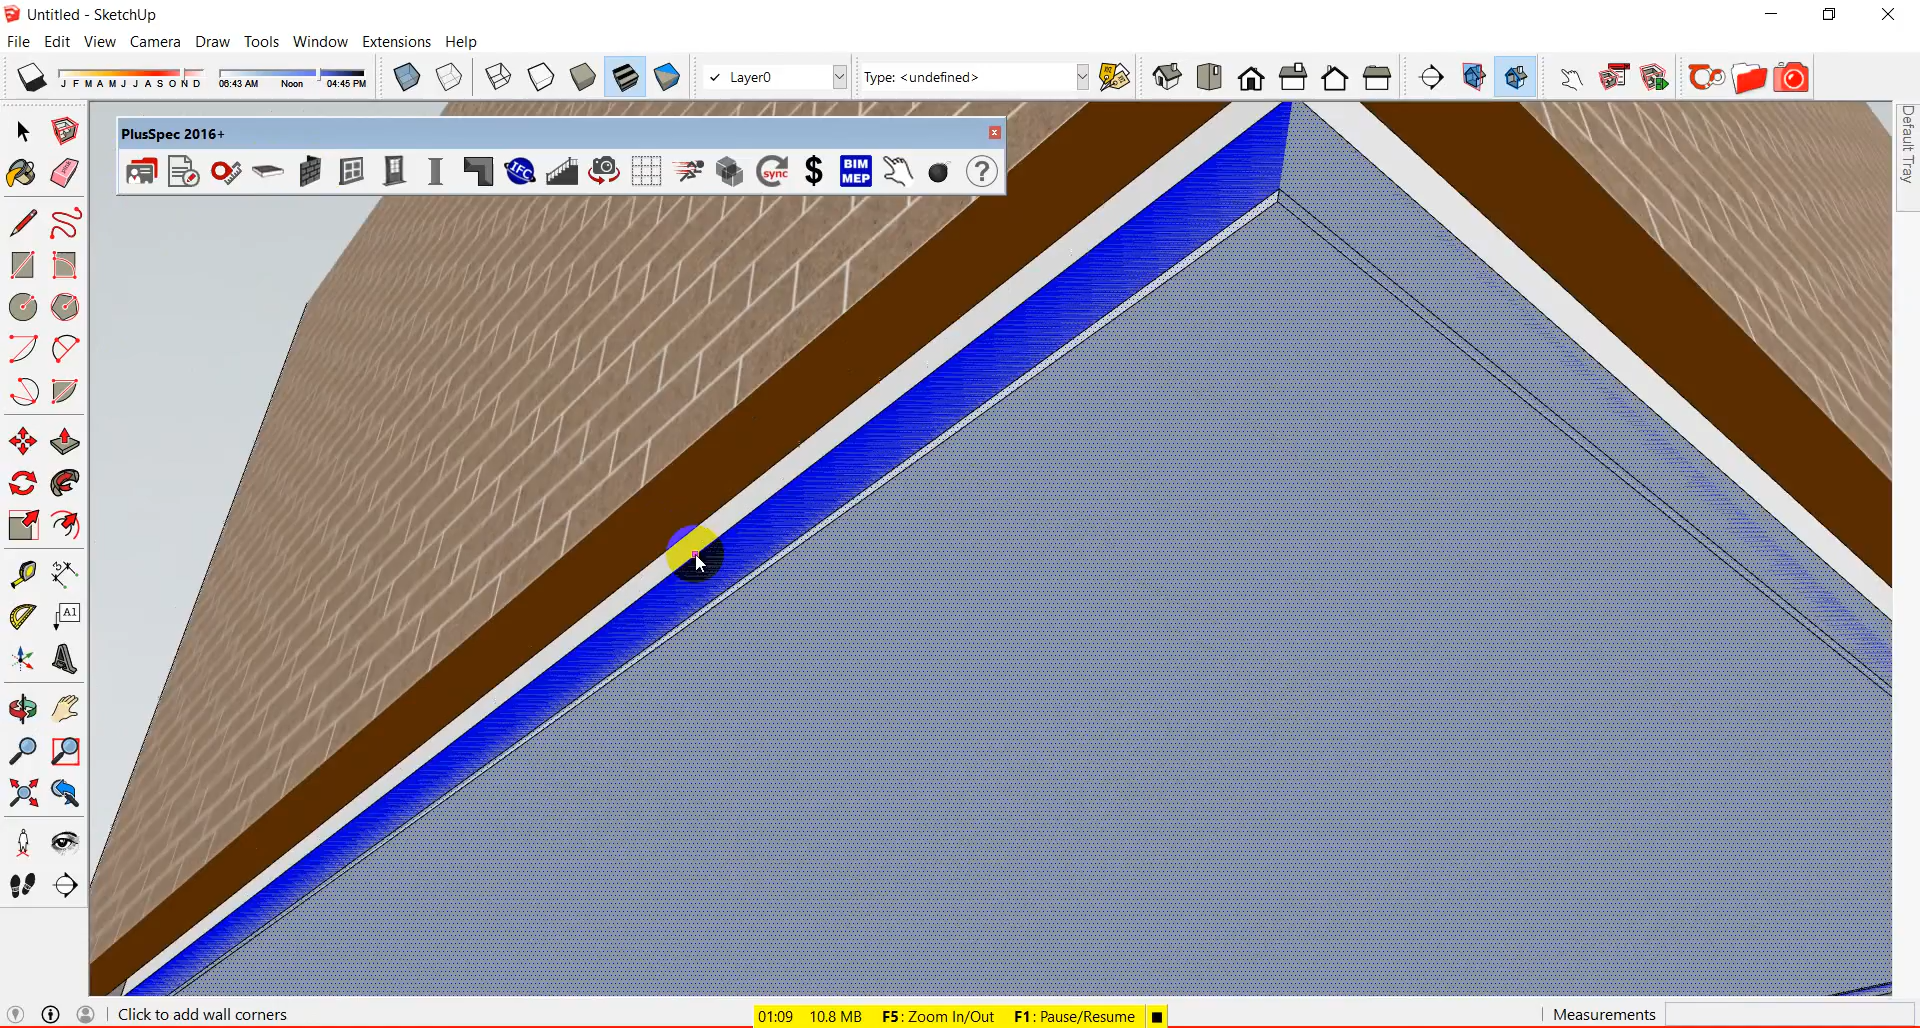 Untitled - SketchUp
File Edit View Camera Draw Tools Window Extensions Help
J F M A M J J A S O N D 06:43 AM Noon 04:45 PM
Layer0
Type: <undefined>
PlusSpec 2016+
IFC
sync
$
BIM
MEP
?
A1
Default Tray
Click to add wall corners
01:09 10.8 MB F5: Zoom In/Out F1: Pause/Resume
Measurements